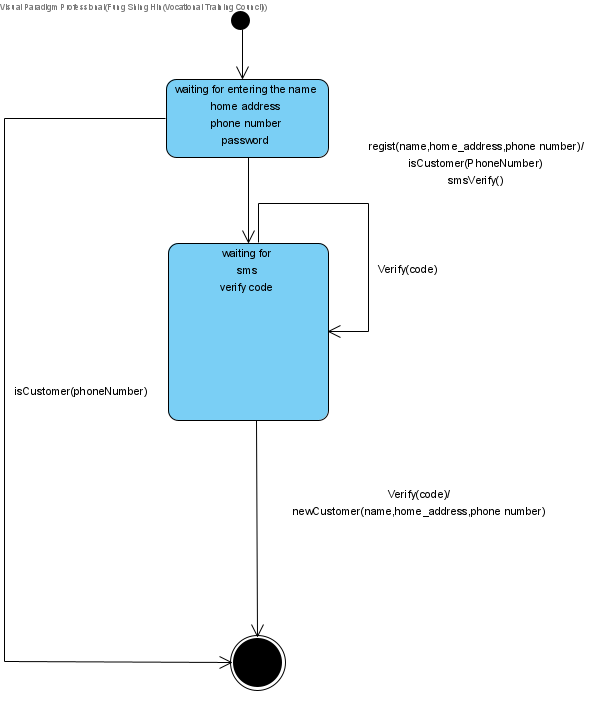 Visual Paradigm Professional(Fung Shing Hin(Vocational Training Council))
waiting for entering the name
home address
phone number
password
regist(name,home_address,phone number)/
isCustomer(PhoneNumber)
smsVerify()
waiting for
sms
verify code
Verify(code)
isCustomer(phoneNumber)
Verify(code)/
newCustomer(name,home_address,phone number)